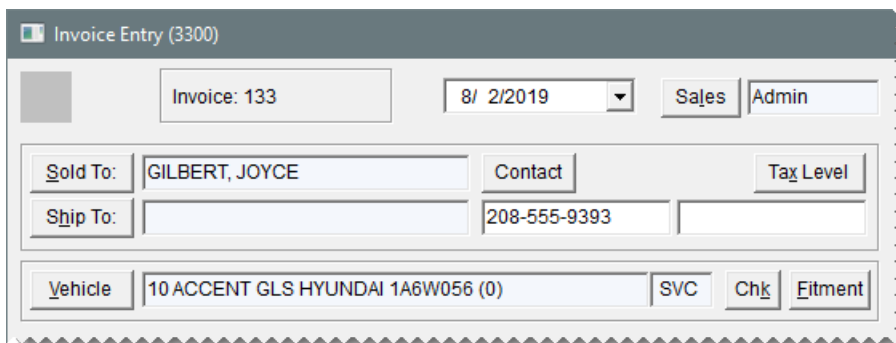 Invoice Entry (3300)
Invoice: 133 8/ 2/2019 Sales Admin
Sold To: GILBERT, JOYCE Contact Tax Level
Ship To: 208-555-9393
Vehicle 10 ACCENT GLS HYUNDAI 1A6W056 (0) SVC Chk Fitment